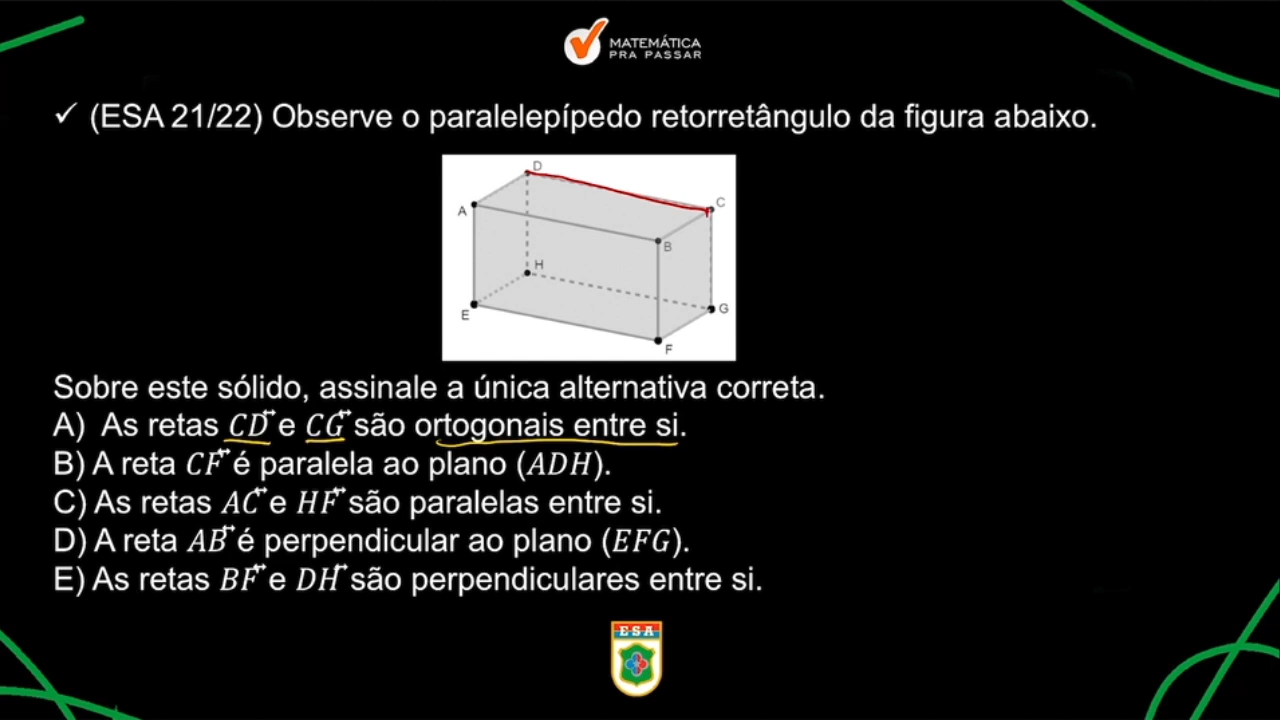 MATEMÁTICA
PRA PASSAR
✓ (ESA 21/22) Observe o paralelepípedo retorretângulo da figura abaixo.
D
C
A
B
H
G
E
F
Sobre este sólido, assinale a única alternativa correta.
A) As retas CD↔ e CG↔ são ortogonais entre si.
B) A reta CF↔ é paralela ao plano (ADH).
C) As retas AC↔ e HF↔ são paralelas entre si.
D) A reta AB↔ é perpendicular ao plano (EFG).
E) As retas BF↔ e DH↔ são perpendiculares entre si.
ESA